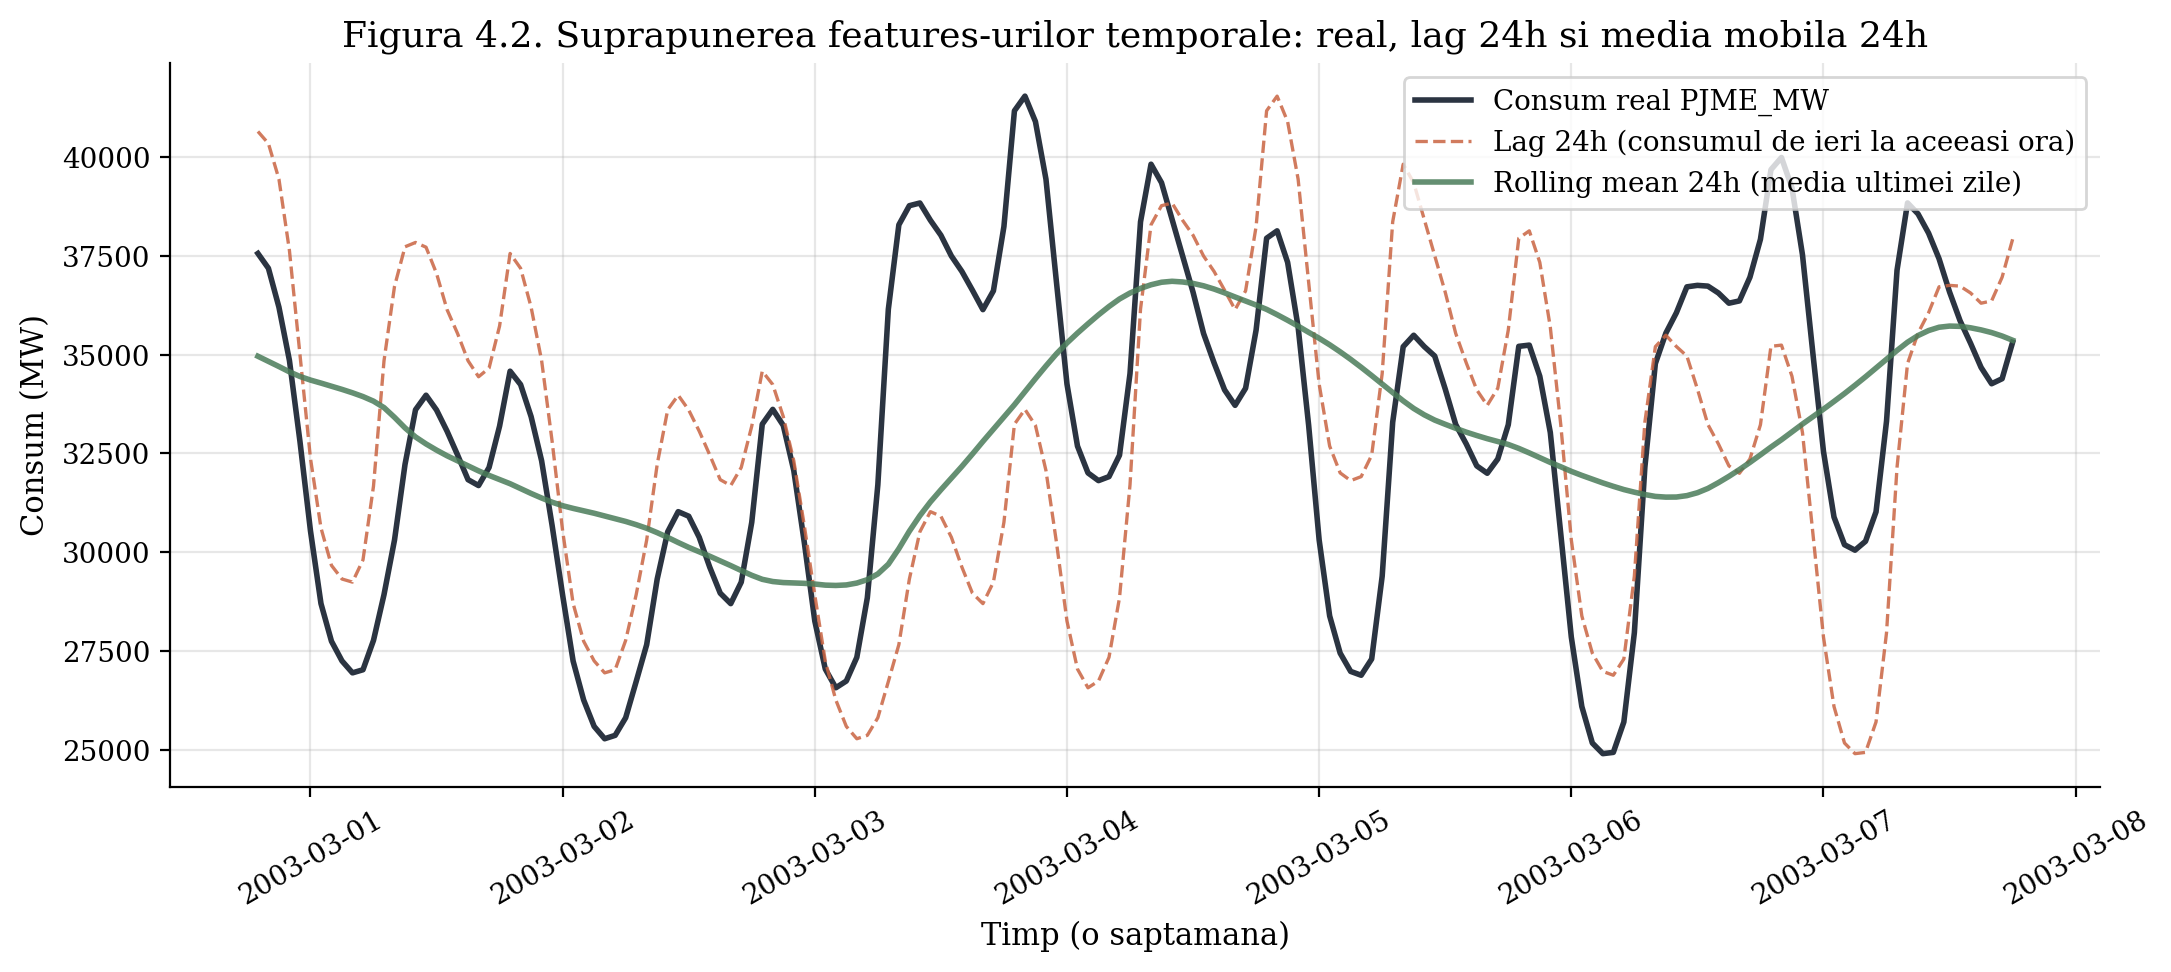 Figura 4.2. Suprapunerea features-urilor temporale: real, lag 24h si media mobila 24h
Consum real PJME_MW
Lag 24h (consumul de ieri la aceeasi ora)
Rolling mean 24h (media ultimei zile)
Consum (MW)
40000
37500
35000
32500
30000
27500
25000
2003-03-01
2003-03-02
2003-03-03
2003-03-04
2003-03-05
2003-03-06
2003-03-07
2003-03-08
Timp (o saptamana)